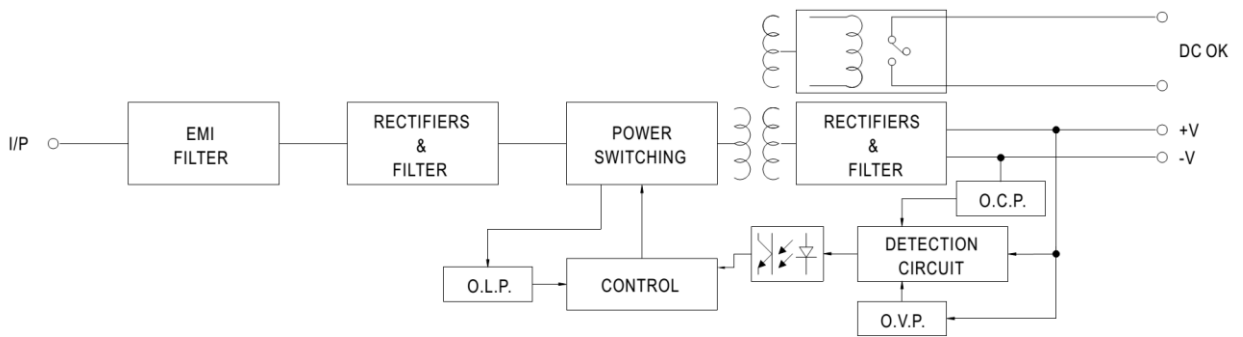 DC OK
I/P
EMI
FILTER
RECTIFIERS
&
FILTER
POWER
SWITCHING
RECTIFIERS
&
FILTER
+V
-V
O.C.P.
DETECTION
CIRCUIT
O.L.P.
CONTROL
O.V.P.